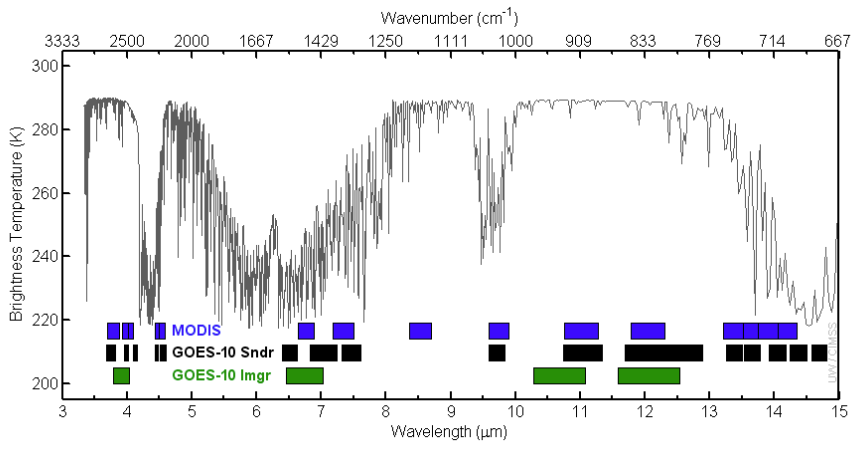 Wavenumber (cm-1)
3333 2500 2000 1667 1429 1250 1111 1000 909 833 769 714 667
300
280
260
240
220
200
Brightness Temperature (K)
MODIS
GOES-10 Sndr
GOES-10 Imgr
UW/CIMSS
3 4 5 6 7 8 9 10 11 12 13 14 15
Wavelength (μm)